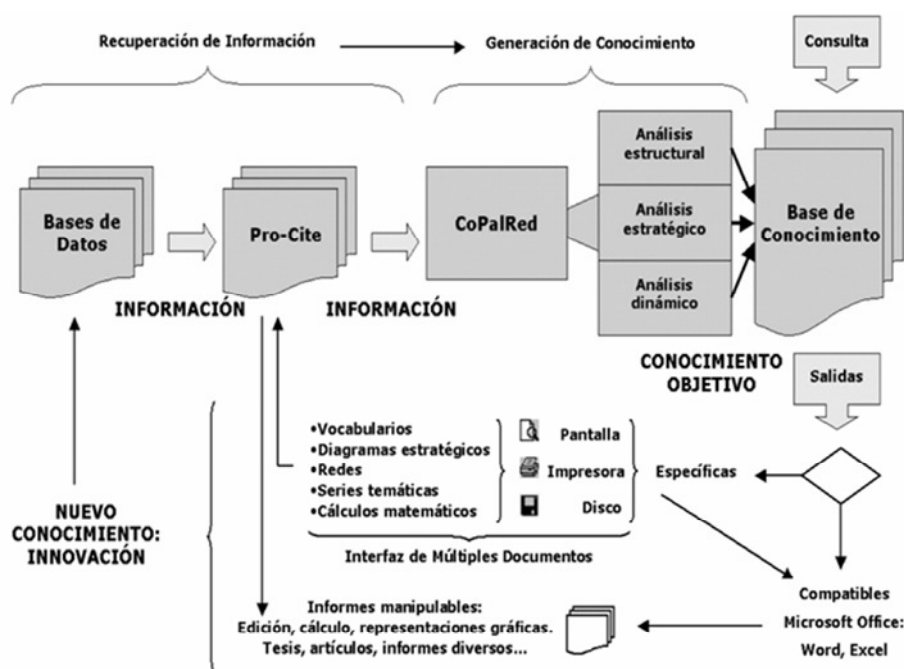 Recuperación de Información
Generación de Conocimiento
Consulta
Bases de
Datos
Pro-Cite
CoPalRed
Análisis
estructural
Análisis
estratégico
Análisis
dinámico
Base de
Conocimiento
INFORMACIÓN
INFORMACIÓN
CONOCIMIENTO
OBJETIVO
Salidas
•Vocabularios
•Diagramas estratégicos
•Redes
•Series temáticas
•Cálculos matemáticos
Pantalla
Impresora
Disco
Específicas
Interfaz de Múltiples Documentos
NUEVO
CONOCIMIENTO:
INNOVACIÓN
Compatibles
Microsoft Office:
Word, Excel
Informes manipulables:
Edición, cálculo, representaciones gráficas.
Tesis, artículos, informes diversos...